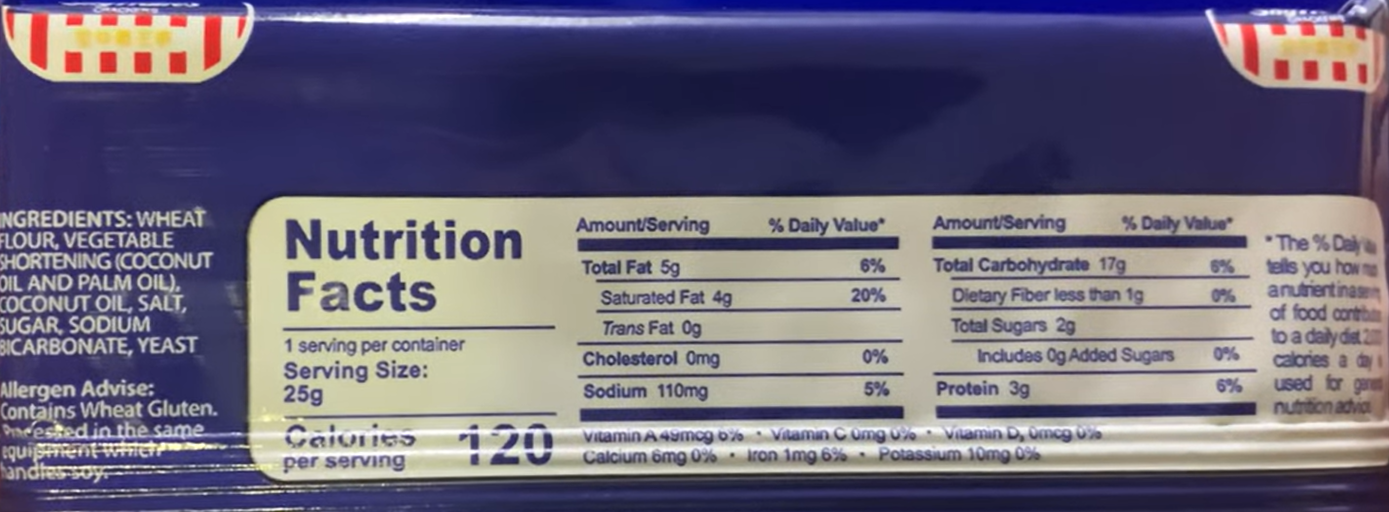 INGREDIENTS: WHEAT
FLOUR, VEGETABLE
SHORTENING (COCONUT
OIL AND PALM OIL),
COCONUT OIL, SALT,
SUGAR, SODIUM
BICARBONATE, YEAST
Allergen Advise:
Contains Wheat Gluten.
Processed in the same
equipment which
handles soy.
Nutrition
Facts
1 serving per container
Serving Size:
25g
Calories 120
per serving
Amount/Serving % Daily Value*
Total Fat 5g 6%
Saturated Fat 4g 20%
Trans Fat 0g
Cholesterol 0mg 0%
Sodium 110mg 5%
Amount/Serving % Daily Value*
Total Carbohydrate 17g 6%
Dietary Fiber less than 1g 0%
Total Sugars 2g
Includes 0g Added Sugars 0%
Protein 3g 6%
Vitamin A 49mcg 6% • Vitamin C 0mg 0% • Vitamin D, 0mcg 0%
Calcium 6mg 0% • Iron 1mg 6% • Potassium 10mg 0%
* The % Daily
tells you how
a nutrient in a
of food
to a daily diet
calories a day
used for
nutrition advice